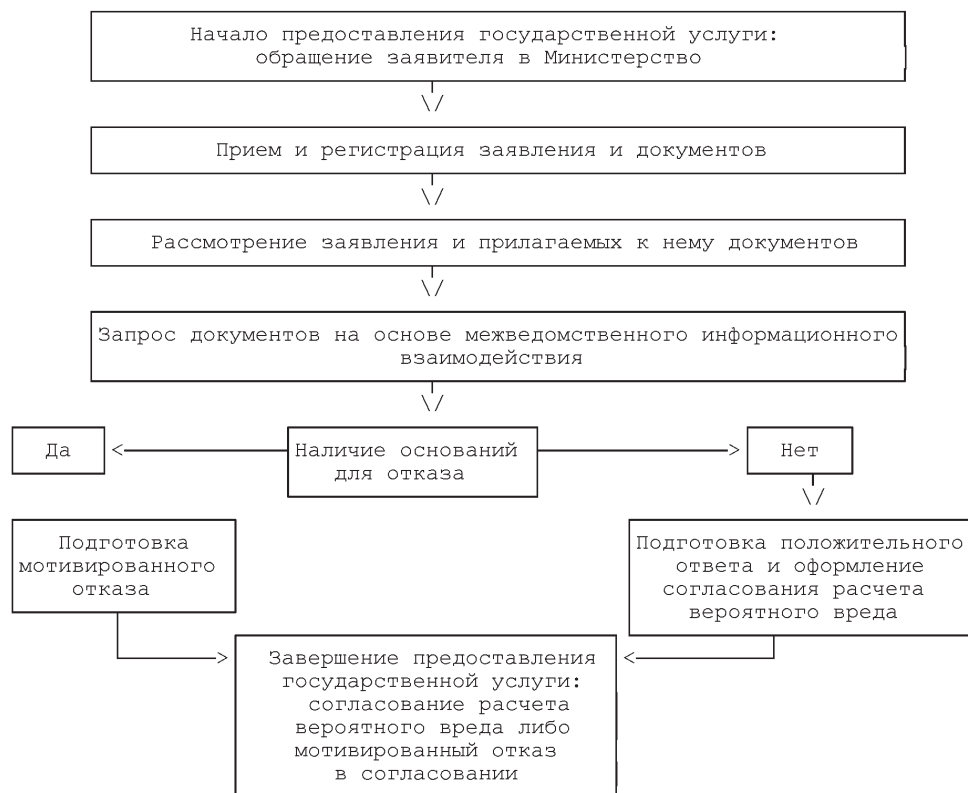 Начало предоставления государственной услуги:
обращение заявителя в Министерство
Прием и регистрация заявления и документов
Рассмотрение заявления и прилагаемых к нему документов
Запрос документов на основе межведомственного информационного
взаимодействия
Да
Наличие оснований
для отказа
Нет
Подготовка
мотивированного
отказа
Подготовка положительного
ответа и оформление
согласования расчета
вероятного вреда
Завершение предоставления
государственной услуги:
согласование расчета
вероятного вреда либо
мотивированный отказ
в согласовании